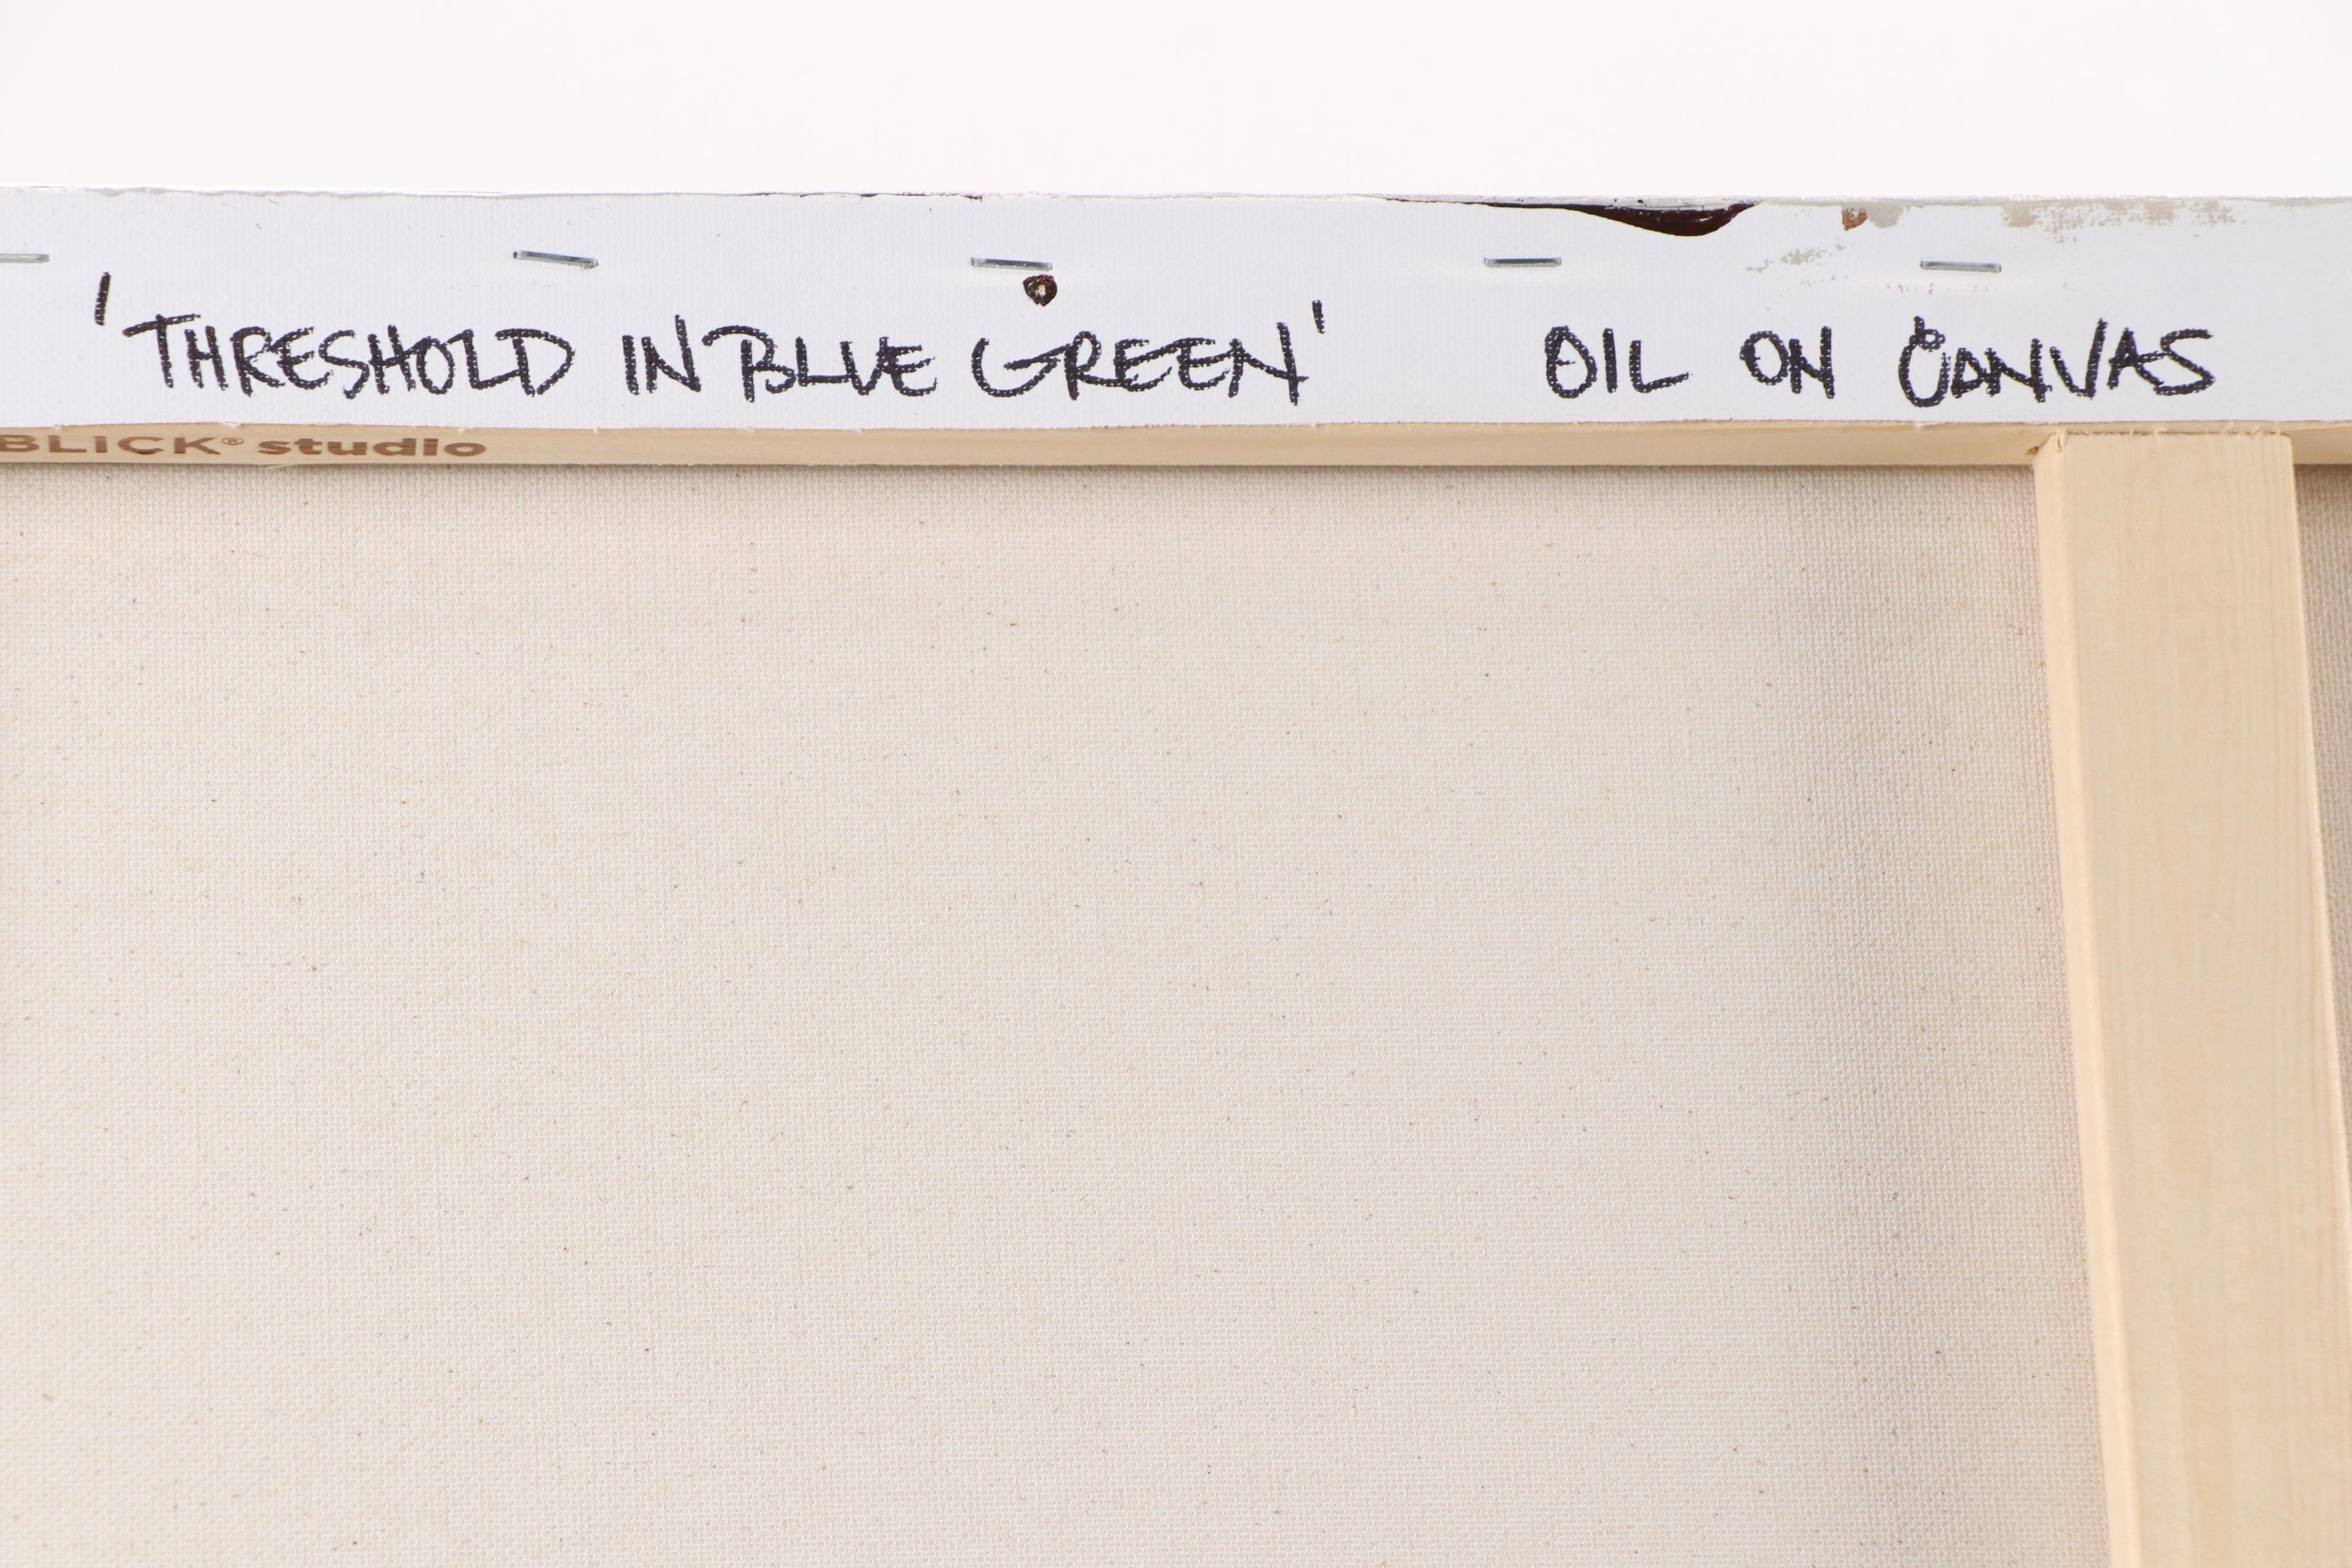 'THRESHOLD IN BLUE GREEN' OIL ON CANVAS
BLICK® studio